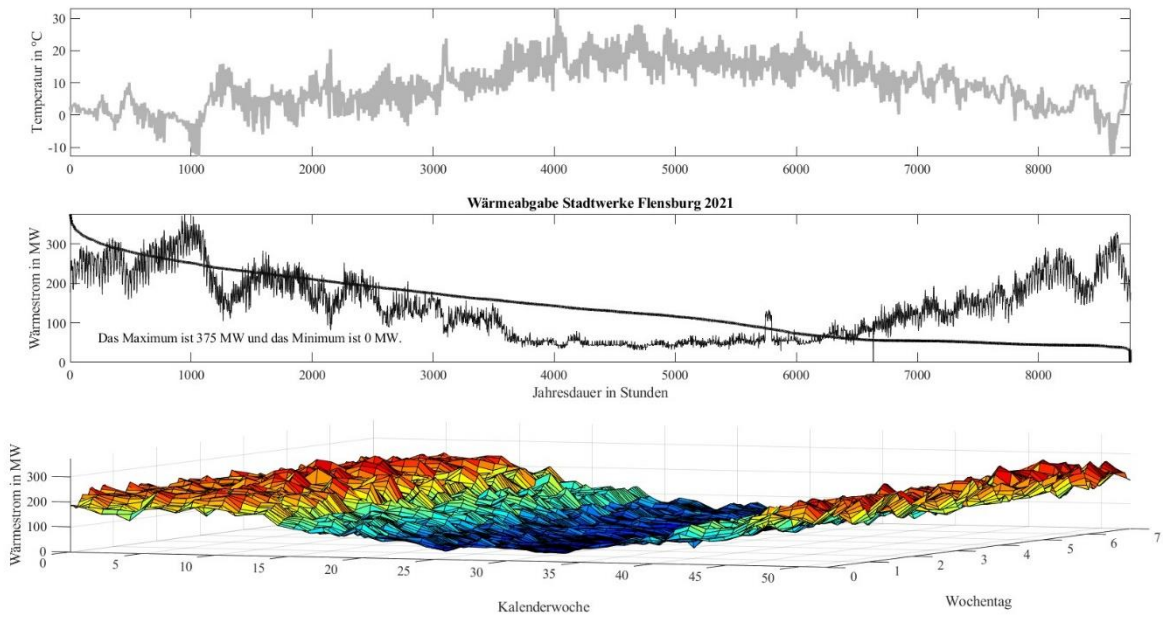 30
20
10
0
-10
Temperatur in °C
0 1000 2000 3000 4000 5000 6000 7000 8000
Wärmeabgabe Stadtwerke Flensburg 2021
300
200
100
0
Wärmestrom in MW
Das Maximum ist 375 MW und das Minimum ist 0 MW.
0 1000 2000 3000 4000 5000 6000 7000 8000
Jahresdauer in Stunden
300
200
100
0
Wärmestrom in MW
0 5 10 15 20 25 30 35 40 45 50
Kalenderwoche
0 1 2 3 4 5 6 7
Wochentag